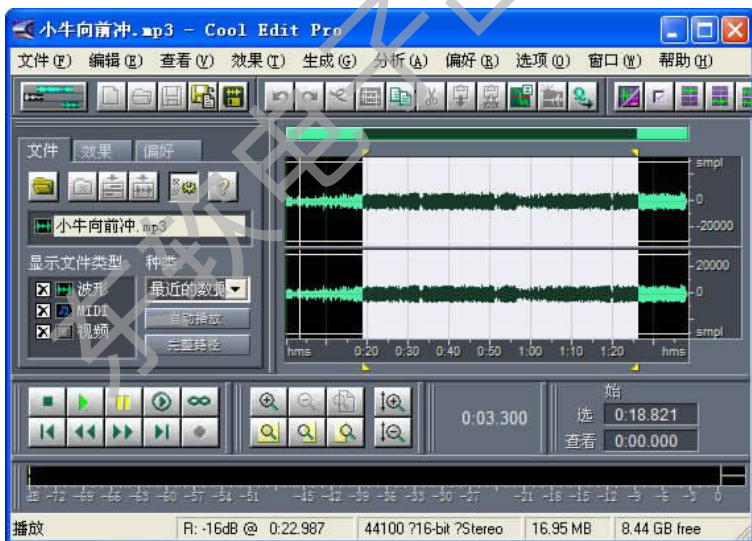 小牛向前冲.mp3 - Cool Edit Pro
文件(F) 编辑(E) 查看(V) 效果(T) 生成(G) 分析(A) 偏好(R) 选项(O) 窗口(W) 帮助(H)
文件 效果 偏好
小牛向前冲.mp3
显示文件类型 种类
波形 最近的数据
MIDI 自动播放
视频 完整路径
smpl
0
-20000
-20000
0
smpl
hms 0:20 0:30 0:40 0:50 1:00 1:10 1:20 hms
0:03.300
始
选 0:18.821
查看 0:00.000
dB -72 -69 -66 -63 -60 -57 -54 -51 -45 -42 -39 -36 -33 -30 -27 -21 -18 -15 -12 -9 -6 -3 0
播放 R: -16dB @ 0:22.987 44100 ?16-bit ?Stereo 16.95 MB 8.44 GB free